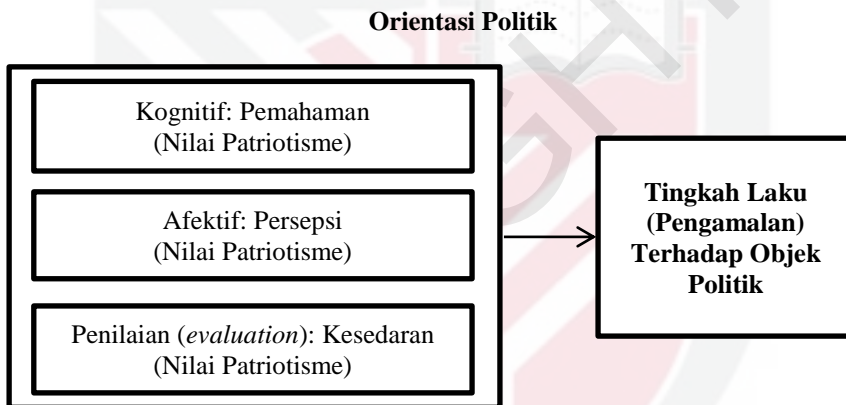 Orientasi Politik
Kognitif: Pemahaman
(Nilai Patriotisme)
Afektif: Persepsi
(Nilai Patriotisme)
Penilaian (evaluation): Kesedaran
(Nilai Patriotisme)
Tingkah Laku
(Pengamalan)
Terhadap Objek
Politik